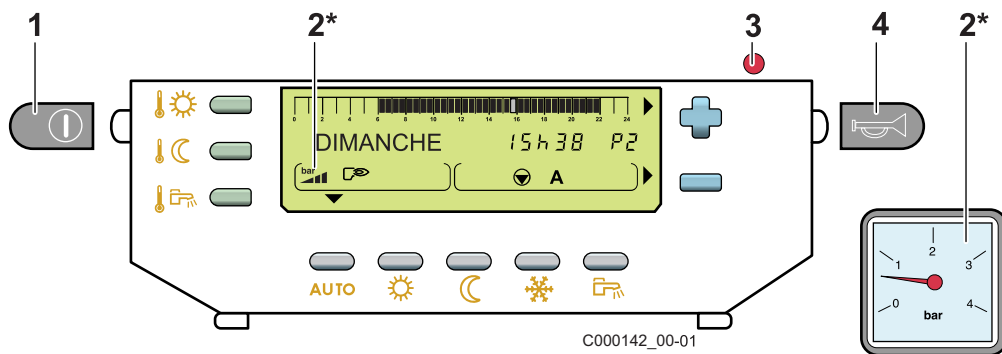 1 2* 3 4 2*
0 2 4 6 8 10 12 14 16 18 20 22 24
DIMANCHE 15h38 P2
bar A
AUTO
0 1 2 3 4
bar
C000142_00-01